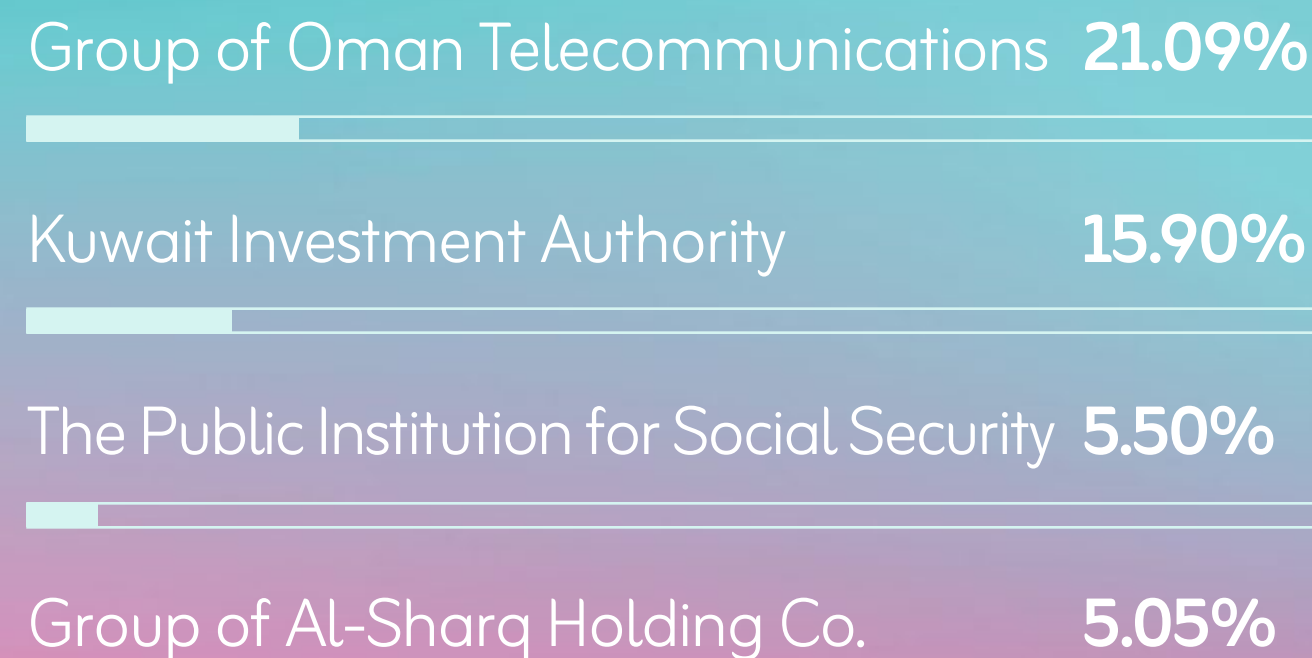 Group of Oman Telecommunications 21.09%
Kuwait Investment Authority 15.90%
The Public Institution for Social Security 5.50%
Group of Al-Sharq Holding Co. 5.05%